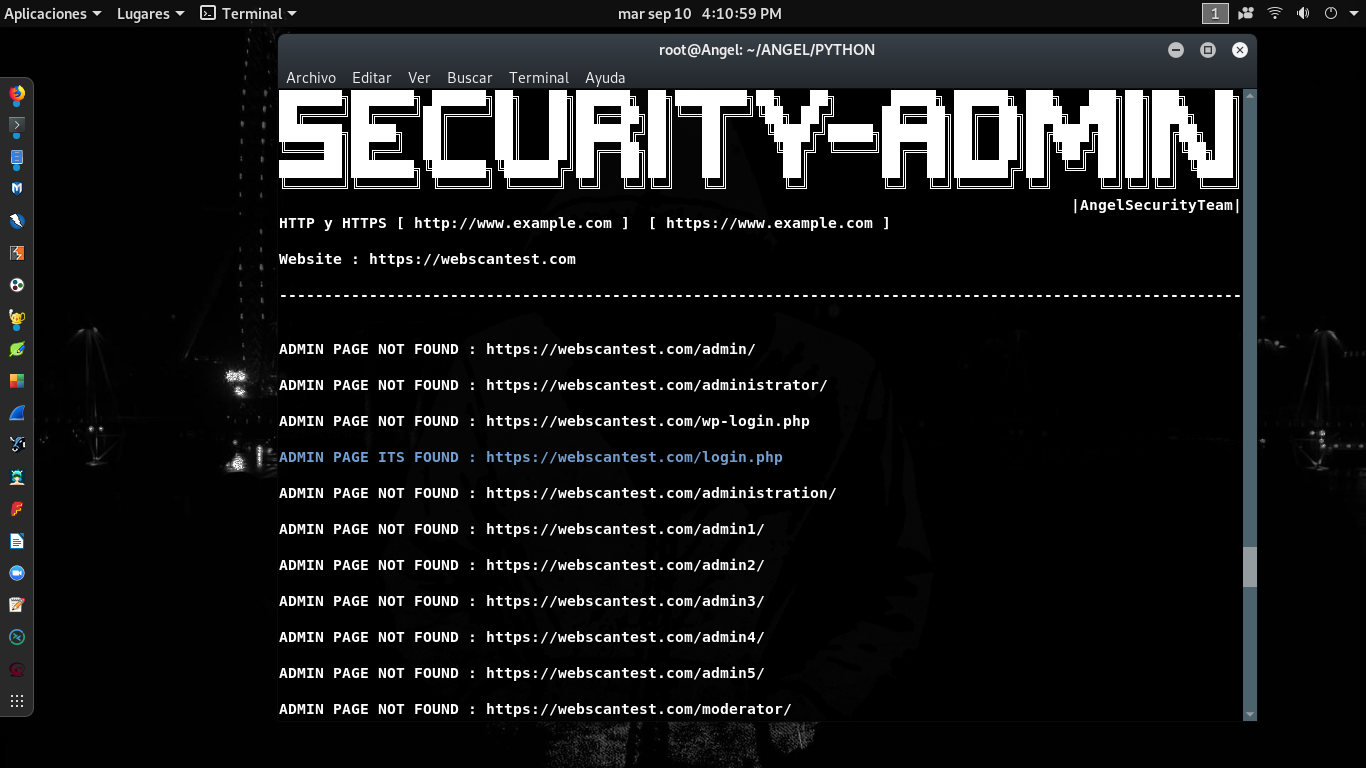 Aplicaciones Lugares Terminal mar sep 10 4:10:59 PM 1
root@Angel: ~/ANGEL/PYTHON
Archivo Editar Ver Buscar Terminal Ayuda
SECURITY-ADMIN
|AngelSecurityTeam|
HTTP y HTTPS [ http://www.example.com ] [ https://www.example.com ]
Website : https://webscantest.com
-----------------------------------------------------------------------------------------------------------
ADMIN PAGE NOT FOUND : https://webscantest.com/admin/
ADMIN PAGE NOT FOUND : https://webscantest.com/administrator/
ADMIN PAGE NOT FOUND : https://webscantest.com/wp-login.php
ADMIN PAGE ITS FOUND : https://webscantest.com/login.php
ADMIN PAGE NOT FOUND : https://webscantest.com/administration/
ADMIN PAGE NOT FOUND : https://webscantest.com/admin1/
ADMIN PAGE NOT FOUND : https://webscantest.com/admin2/
ADMIN PAGE NOT FOUND : https://webscantest.com/admin3/
ADMIN PAGE NOT FOUND : https://webscantest.com/admin4/
ADMIN PAGE NOT FOUND : https://webscantest.com/admin5/
ADMIN PAGE NOT FOUND : https://webscantest.com/moderator/